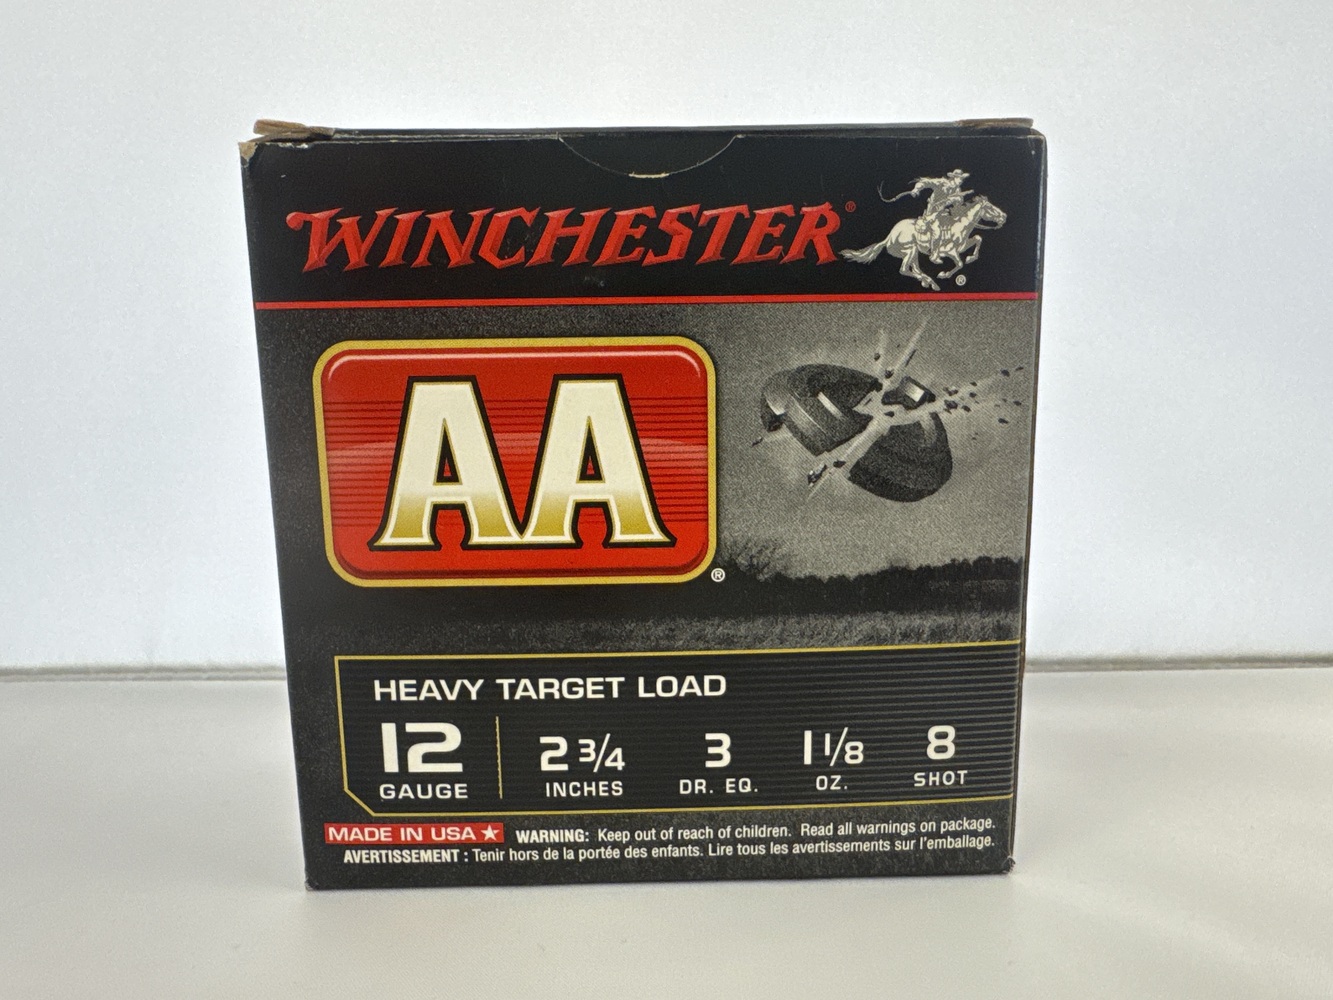 WINCHESTER®
®
AA®
HEAVY TARGET LOAD
12 2 3/4 3 1 1/8 8
GAUGE INCHES DR. EQ. OZ. SHOT
MADE IN USA ★ WARNING: Keep out of reach of children. Read all warnings on package.
AVERTISSEMENT : Tenir hors de la portée des enfants. Lire tous les avertissements sur l'emballage.